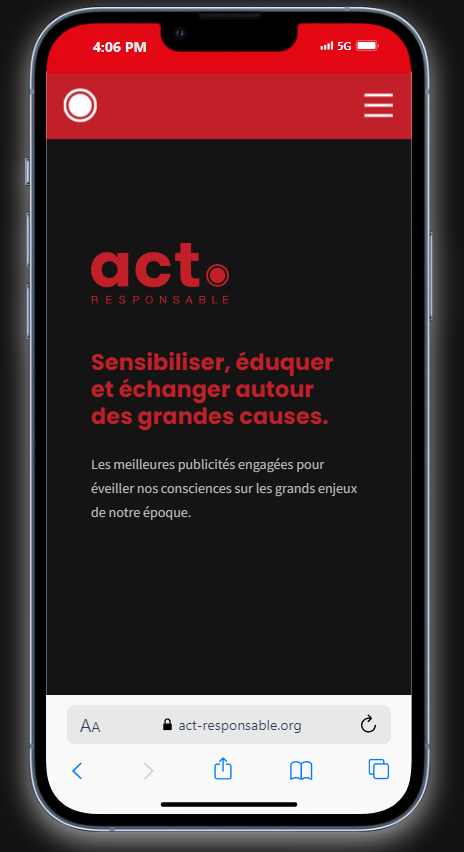 4:06 PM
5G
act
RESPONSABLE
Sensibiliser, éduquer
et échanger autour
des grandes causes.
Les meilleures publicités engagées pour
éveiller nos consciences sur les grands enjeux
de notre époque.
AA
act-responsable.org